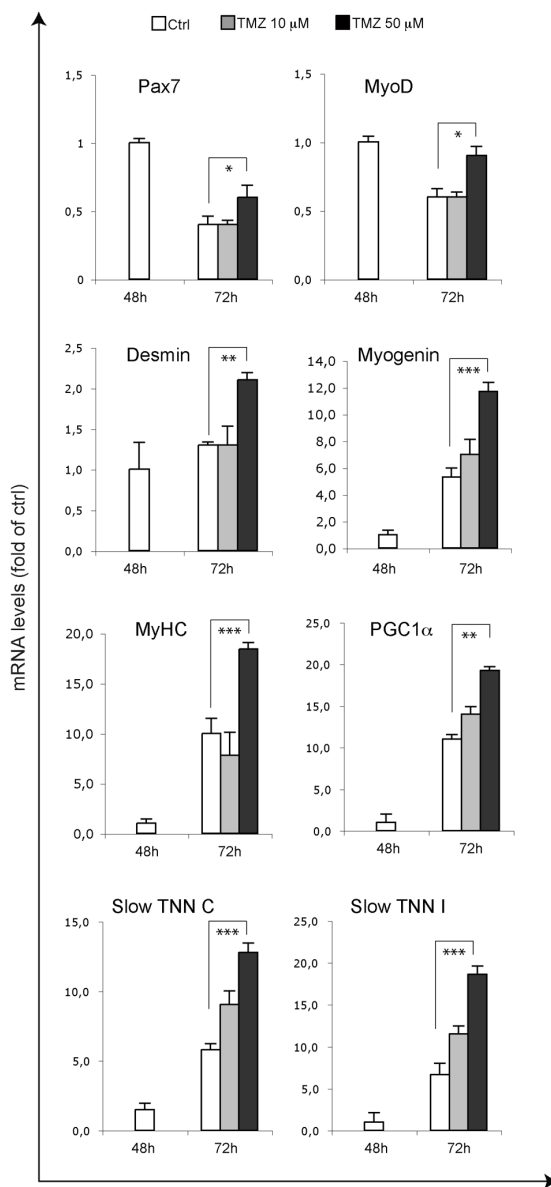 Ctrl TMZ 10 μM TMZ 50 μM
mRNA levels (fold of ctrl)
Pax7
1,5
1
0,5
0
*
48h 72h
MyoD
1,5
1,0
0,5
0,0
*
48h 72h
Desmin
2,5
2,0
1,5
1,0
0,5
0,0
**
48h 72h
Myogenin
14,0
12,0
10,0
8,0
6,0
4,0
2,0
0,0
***
48h 72h
MyHC
20,0
15,0
10,0
5,0
0,0
***
48h 72h
PGC1α
25,0
20,0
15,0
10,0
5,0
0,0
**
48h 72h
Slow TNN C
15,0
10,0
5,0
0,0
***
48h 72h
Slow TNN I
25,0
20,0
15,0
10,0
5,0
0,0
***
48h 72h